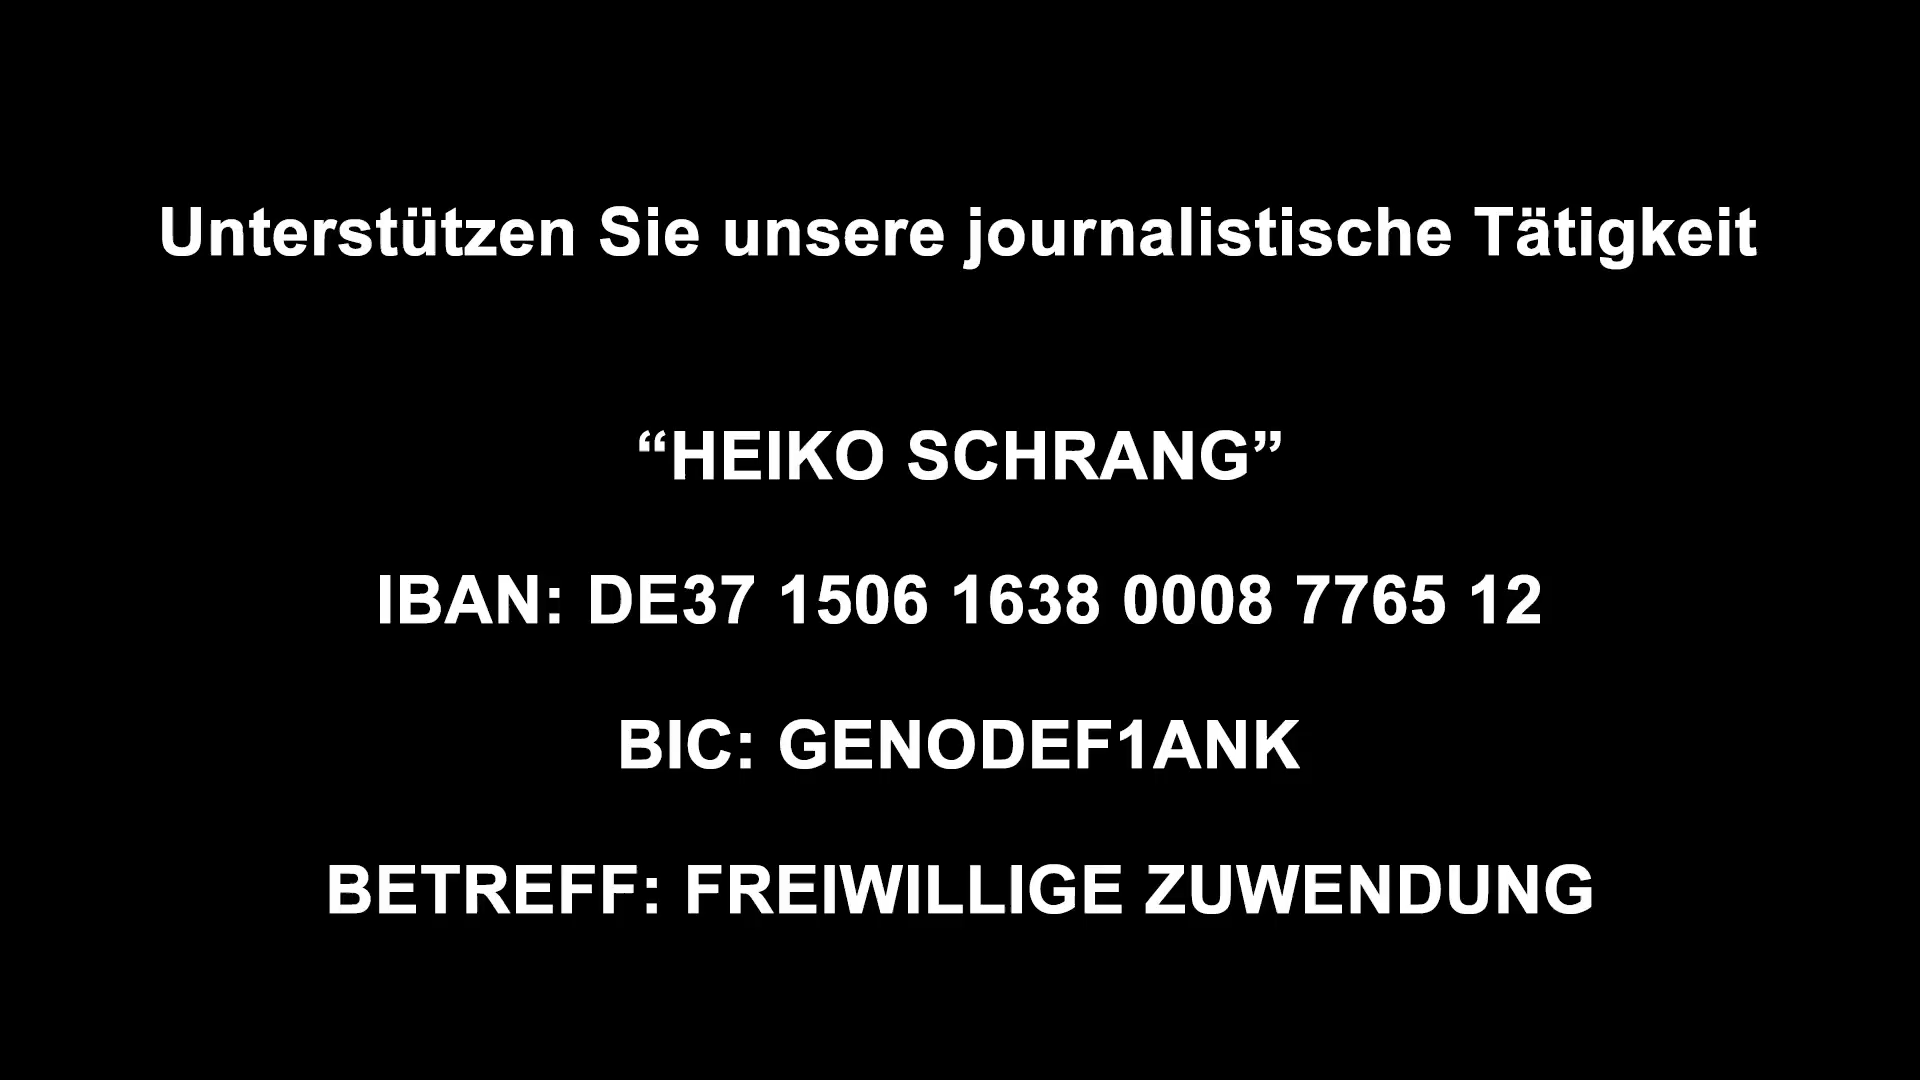 Unterstützen Sie unsere journalistische Tätigkeit
“HEIKO SCHRANG”
IBAN: DE37 1506 1638 0008 7765 12
BIC: GENODEF1ANK
BETREFF: FREIWILLIGE ZUWENDUNG